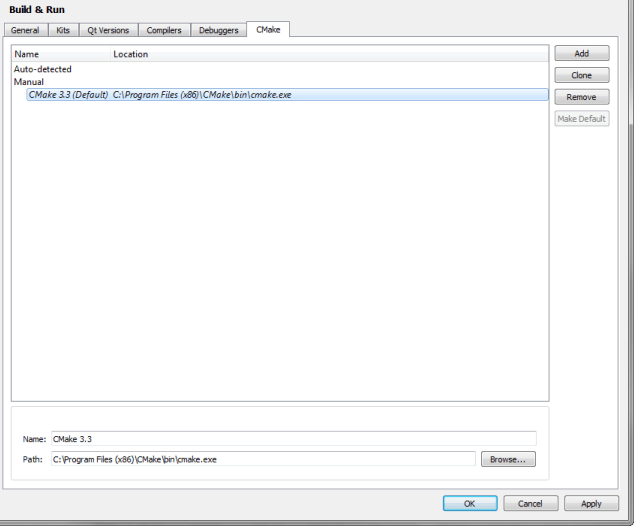 Build & Run
General Kits Qt Versions Compilers Debuggers CMake
Name Location Add
Auto-detected Clone
Manual Remove
CMake 3.3 (Default) C:\Program Files (x86)\CMake\bin\cmake.exe
Make Default
Name: CMake 3.3
Path: C:\Program Files (x86)\CMake\bin\cmake.exe Browse...
OK Cancel Apply